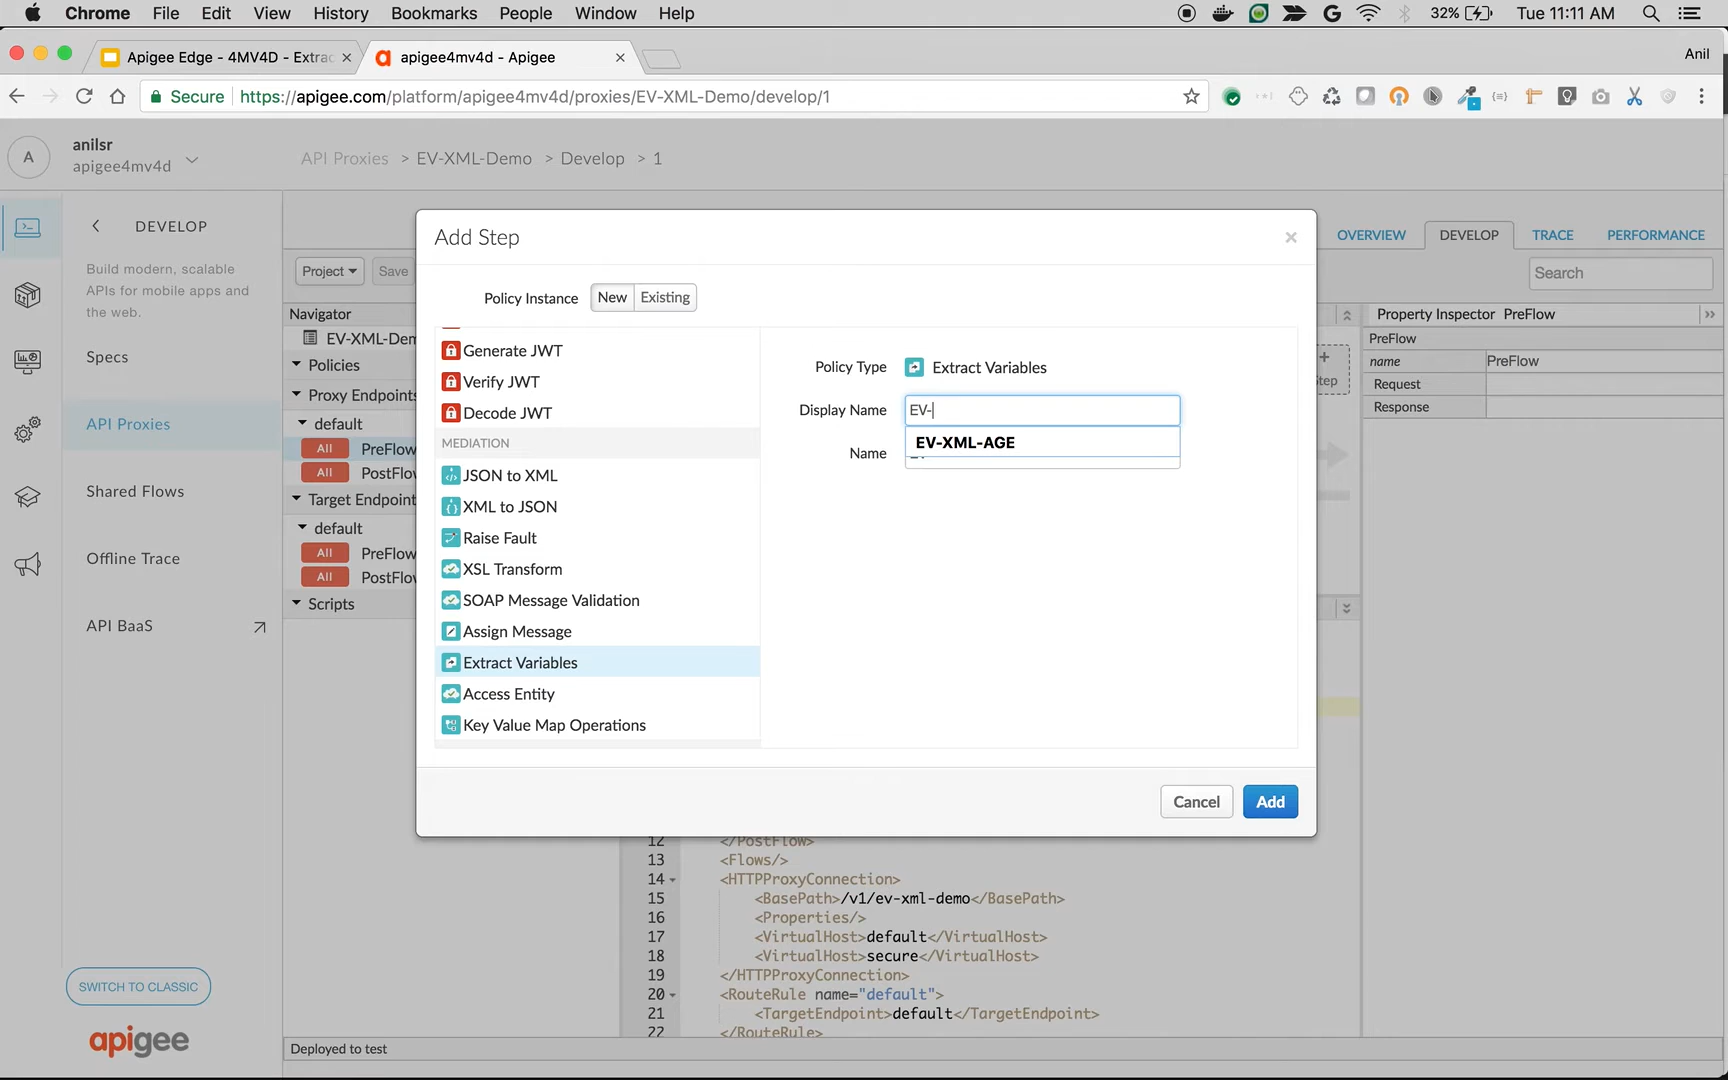 Chrome File Edit View History Bookmarks People Window Help 32% Tue 11:11 AM
Apigee Edge - 4MV4D - Extrac
apigee4mv4d - Apigee
Anil
Secure https://apigee.com/platform/apigee4mv4d/proxies/EV-XML-Demo/develop/1
A
anilsr
apigee4mv4d
API Proxies > EV-XML-Demo > Develop > 1
DEVELOP
Build modern, scalable
APIs for mobile apps and
the web.
Specs
API Proxies
Shared Flows
Offline Trace
API BaaS
SWITCH TO CLASSIC
apigee
OVERVIEW DEVELOP TRACE PERFORMANCE
Project Save
Search
Navigator
EV-XML-Dem
Policies
Proxy Endpoints
default
All PreFlow
All PostFlo
Target Endpoint
default
All PreFlow
All PostFlo
Scripts
Add Step
×
Policy Instance New Existing
Generate JWT
Verify JWT
Decode JWT
MEDIATION
JSON to XML
XML to JSON
Raise Fault
XSL Transform
SOAP Message Validation
Assign Message
Extract Variables
Access Entity
Key Value Map Operations
Policy Type Extract Variables
Display Name EV-
EV-XML-AGE
Name
Cancel Add
Property Inspector PreFlow
PreFlow
name PreFlow
Request
Response
12 </PostFlow>
13 <Flows/>
14 <HTTPProxyConnection>
15 <BasePath>/v1/ev-xml-demo</BasePath>
16 <Properties/>
17 <VirtualHost>default</VirtualHost>
18 <VirtualHost>secure</VirtualHost>
19 </HTTPProxyConnection>
20 <RouteRule name="default">
21 <TargetEndpoint>default</TargetEndpoint>
22 </RouteRule>
Deployed to test